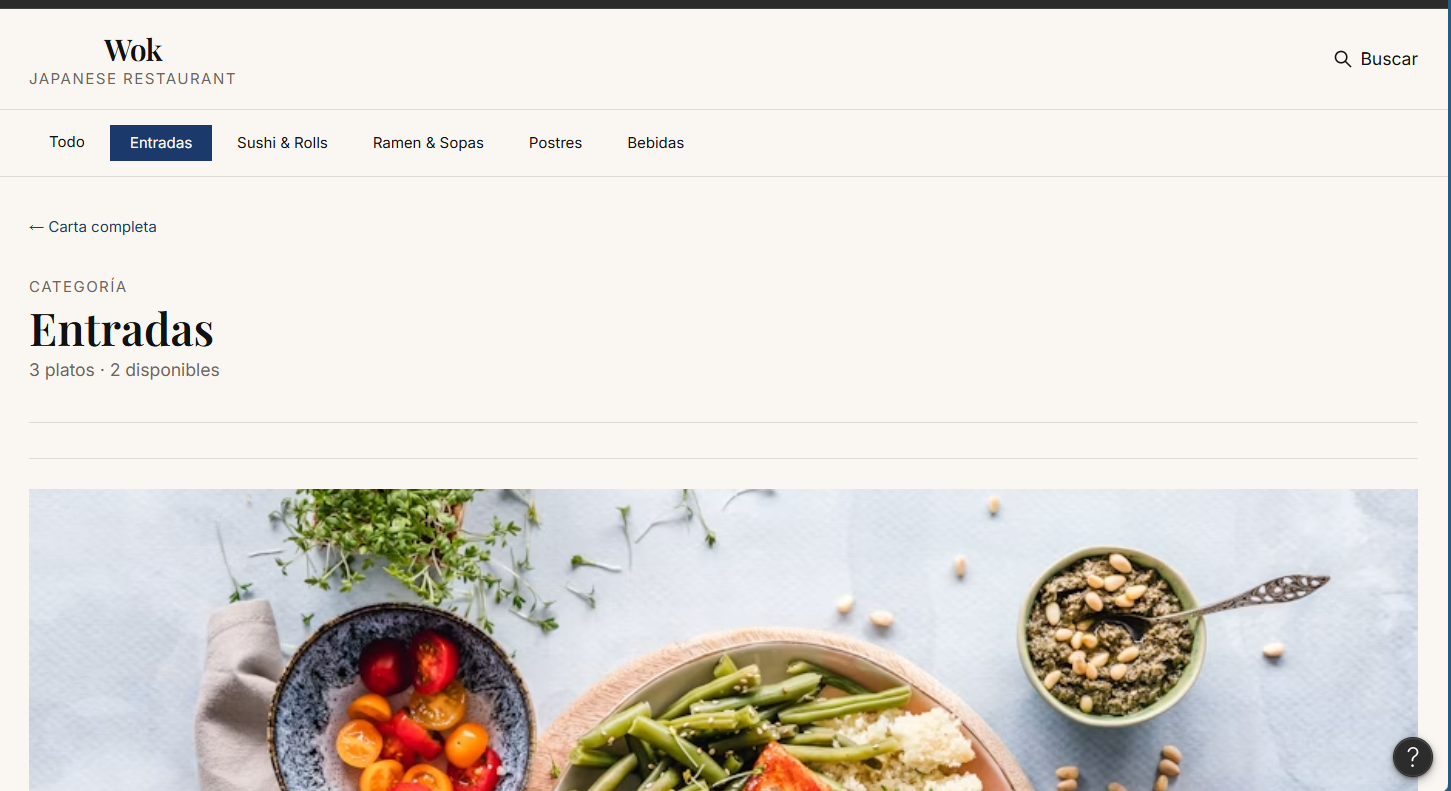 Wok
JAPANESE RESTAURANT
Buscar
Todo
Entradas
Sushi & Rolls
Ramen & Sopas
Postres
Bebidas
← Carta completa
CATEGORÍA
Entradas
3 platos · 2 disponibles
?